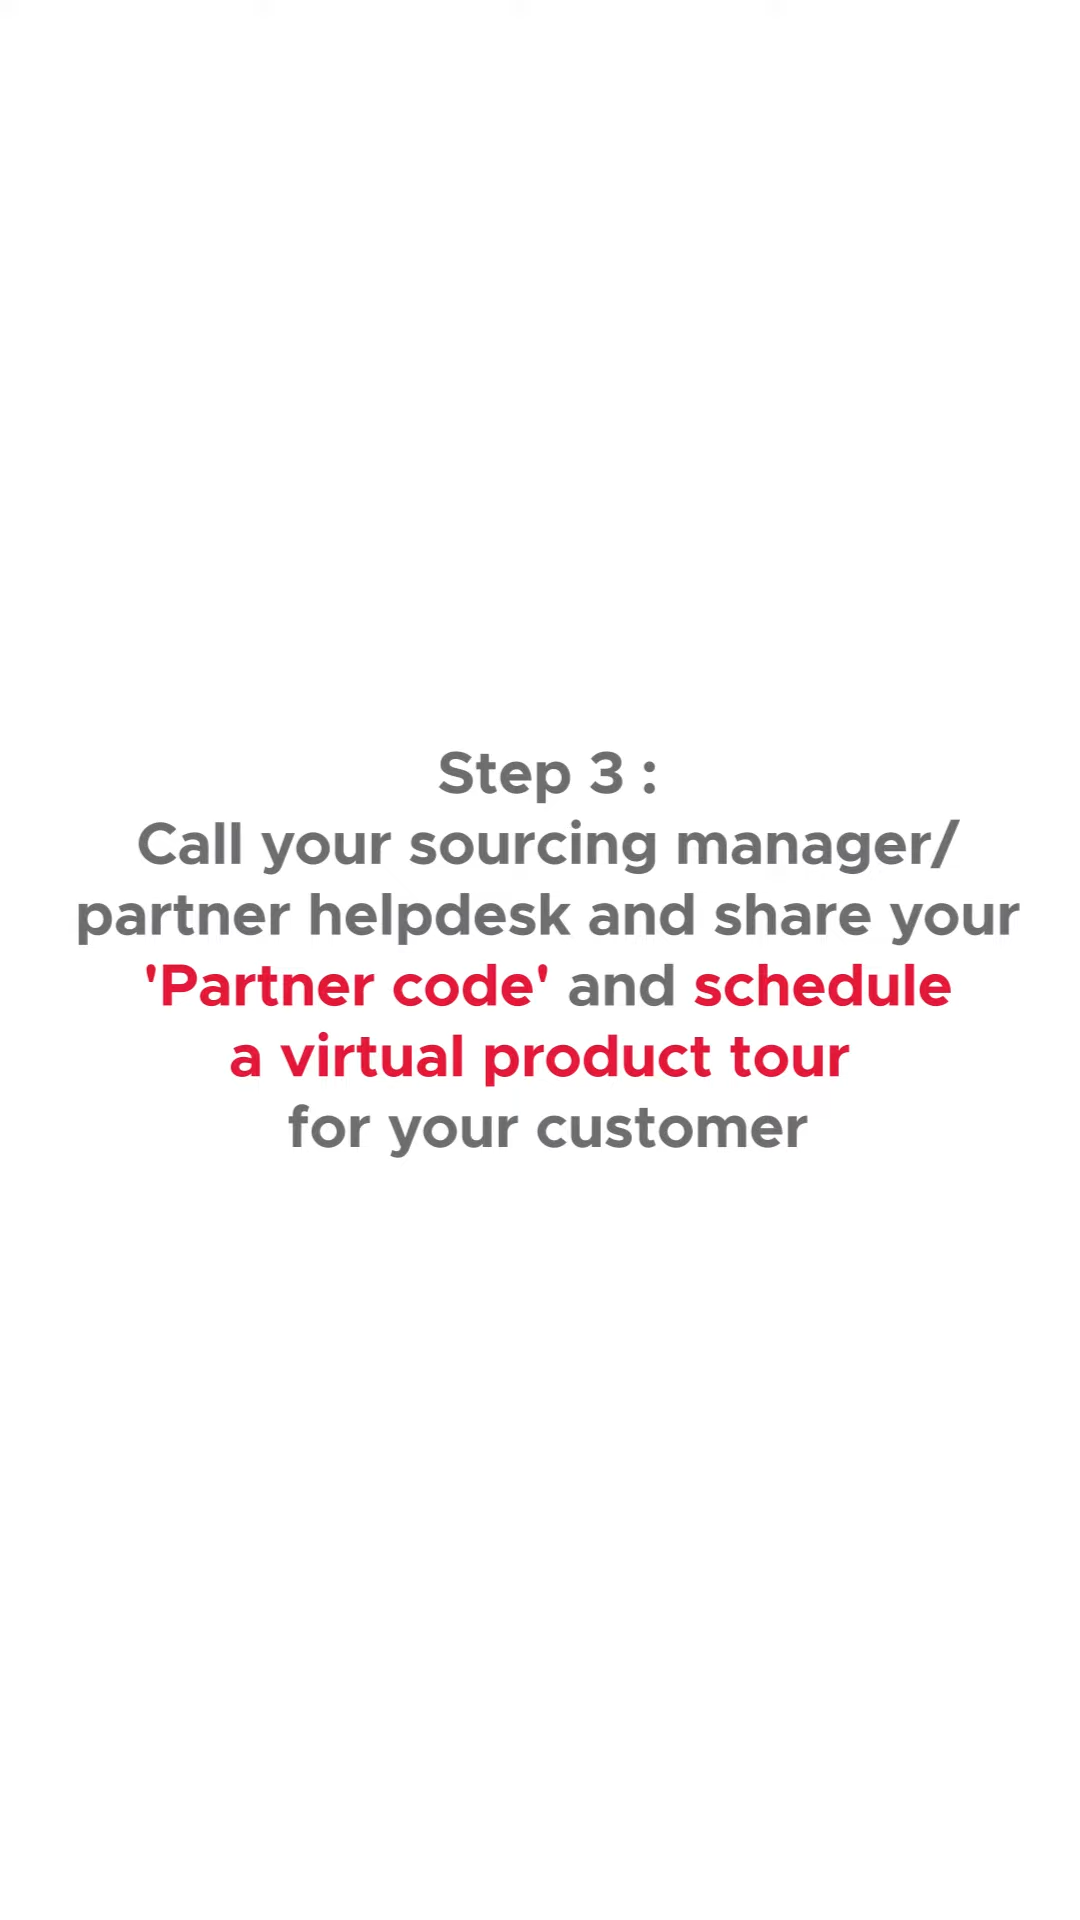 Step 3 :
Call your sourcing manager/
partner helpdesk and share your
'Partner code' and schedule
a virtual product tour
for your customer